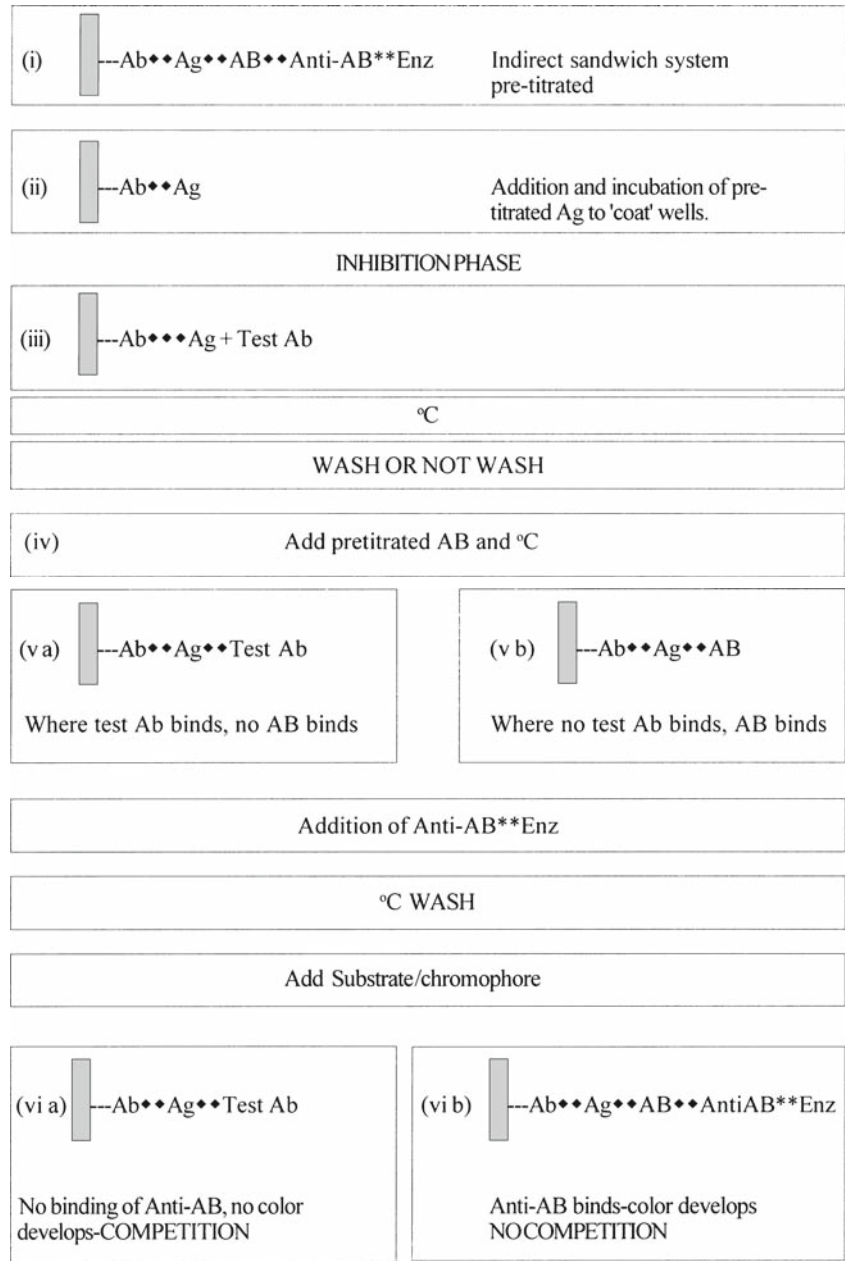 (i) ---Ab◆◆Ag◆◆AB◆◆Anti-AB**Enz Indirect sandwich system
pre-titrated
(ii) ---Ab◆◆Ag Addition and incubation of pre-
titrated Ag to 'coat' wells.
INHIBITION PHASE
(iii) ---Ab◆◆◆Ag + Test Ab
°C
WASH OR NOT WASH
(iv) Add pretitrated AB and °C
(v a) ---Ab◆◆Ag◆◆Test Ab
Where test Ab binds, no AB binds
(v b) ---Ab◆◆Ag◆◆AB
Where no test Ab binds, AB binds
Addition of Anti-AB**Enz
°C WASH
Add Substrate/chromophore
(vi a) ---Ab◆◆Ag◆◆Test Ab
No binding of Anti-AB, no color
develops-COMPETITION
(vi b) ---Ab◆◆Ag◆◆AB◆◆AntiAB**Enz
Anti-AB binds-color develops
NO COMPETITION